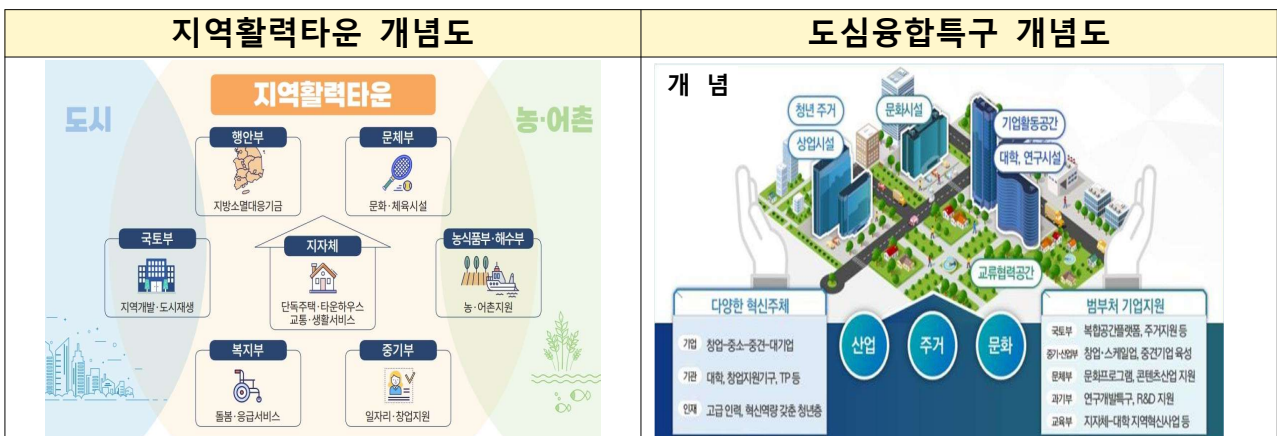 지역활력타운 개념도
지역활력타운
도시
농·어촌
행안부
지방소멸대응기금
문체부
문화·체육시설
국토부
지역개발·도시재생
지자체
단독주택·타운하우스
교통·생활서비스
농식품부·해수부
농·어촌지원
복지부
돌봄·응급서비스
중기부
일자리·창업지원
도심융합특구 개념도
개 념
청년 주거
상업시설
문화시설
기업활동공간
대학, 연구시설
교류협력공간
다양한 혁신주체
기업 창업-중소-중견-대기업
기관 대학, 창업지원기구, TP 등
인재 고급 인력, 혁신역량 갖춘 청년층
산업
주거
문화
범부처 기업지원
국토부 복합공간플랫폼, 주거지원 등
중기·산업부 창업·스케일업, 중견기업 육성
문체부 문화프로그램, 콘텐츠산업 지원
과기부 연구개발특구, R&D 지원
교육부 지자체-대학 지역혁신사업 등